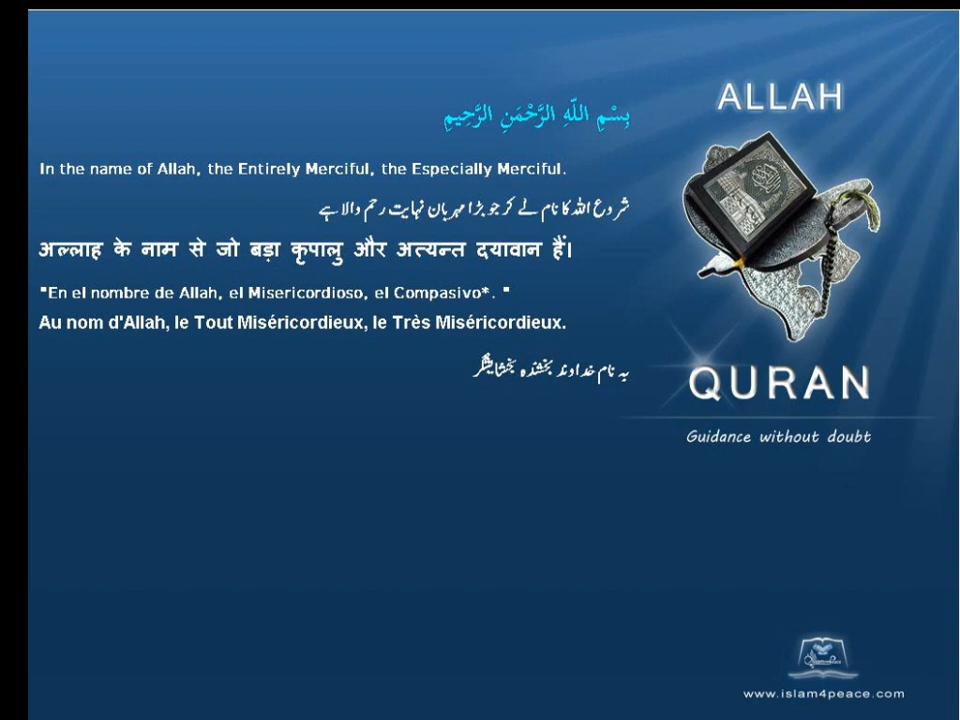 بِسْمِ اللَّهِ الرَّحْمَنِ الرَّحِيمِ
In the name of Allah, the Entirely Merciful, the Especially Merciful.
شروع الله کا نام لے کر جو بڑا مہربان نہایت رحم والا ہے
अल्लाह के नाम से जो बड़ा कृपालु और अत्यन्त दयावान हैं।
"En el nombre de Allah, el Misericordioso, el Compasivo*. "
Au nom d'Allah, le Tout Miséricordieux, le Très Miséricordieux.
به نام خداوند بخشنده بخشایشگر
ALLAH
QURAN
Guidance without doubt
www.islam4peace.com